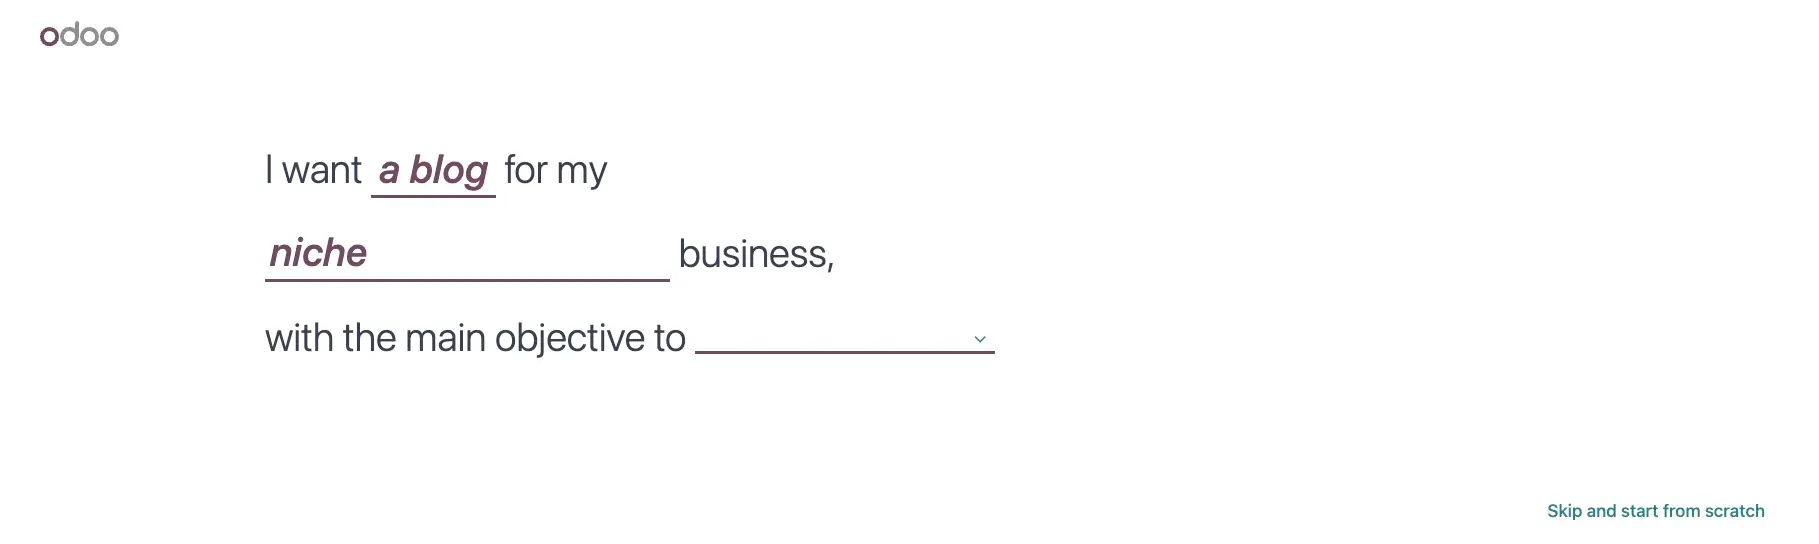 odoo
I want a blog for my
niche business,
with the main objective to
Skip and start from scratch